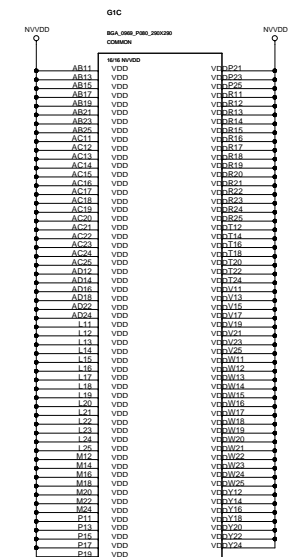 G1C
NVVDD
BGA_0969_P080_290X290
COMMON
NVVDD
16/16 NVVDD
AB11 VDD VDD P21
AB13 VDD VDD P23
AB15 VDD VDD P25
AB17 VDD VDD R11
AB19 VDD VDD R12
AB21 VDD VDD R13
AB23 VDD VDD R14
AB25 VDD VDD R15
AC11 VDD VDD R16
AC12 VDD VDD R17
AC13 VDD VDD R18
AC14 VDD VDD R19
AC15 VDD VDD R20
AC16 VDD VDD R21
AC17 VDD VDD R22
AC18 VDD VDD R23
AC19 VDD VDD R24
AC20 VDD VDD R25
AC21 VDD VDD T12
AC22 VDD VDD T14
AC23 VDD VDD T16
AC24 VDD VDD T18
AC25 VDD VDD T20
AD12 VDD VDD T22
AD14 VDD VDD T24
AD16 VDD VDD V11
AD18 VDD VDD V13
AD22 VDD VDD V15
AD24 VDD VDD V17
L11 VDD VDD V19
L12 VDD VDD V21
L13 VDD VDD V23
L14 VDD VDD V25
L15 VDD VDD W11
L16 VDD VDD W12
L17 VDD VDD W13
L18 VDD VDD W14
L19 VDD VDD W15
L20 VDD VDD W16
L21 VDD VDD W17
L22 VDD VDD W18
L23 VDD VDD W19
L24 VDD VDD W20
L25 VDD VDD W21
M12 VDD VDD W22
M14 VDD VDD W23
M16 VDD VDD W24
M18 VDD VDD W25
M20 VDD VDD Y12
M22 VDD VDD Y14
M24 VDD VDD Y16
P11 VDD VDD Y18
P13 VDD VDD Y20
P15 VDD VDD Y22
P17 VDD VDD Y24
P19 VDD